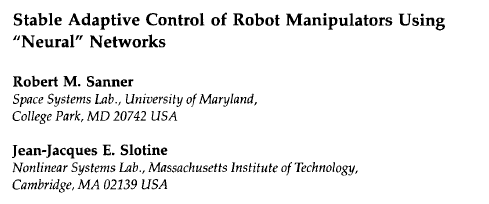 Stable Adaptive Control of Robot Manipulators Using
“Neural” Networks
Robert M. Sanner
Space Systems Lab., University of Maryland,
College Park, MD 20742 USA
Jean-Jacques E. Slotine
Nonlinear Systems Lab., Massachusetts Institute of Technology,
Cambridge, MA 02139 USA